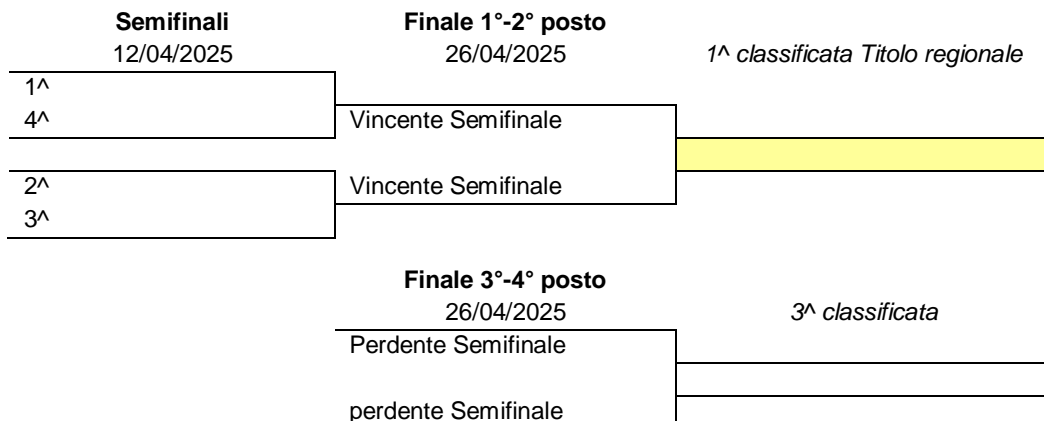 Semifinali Finale 1°-2° posto
12/04/2025 26/04/2025 1^ classificata Titolo regionale
1^
4^ Vincente Semifinale
2^ Vincente Semifinale
3^
Finale 3°-4° posto
26/04/2025 3^ classificata
Perdente Semifinale
perdente Semifinale